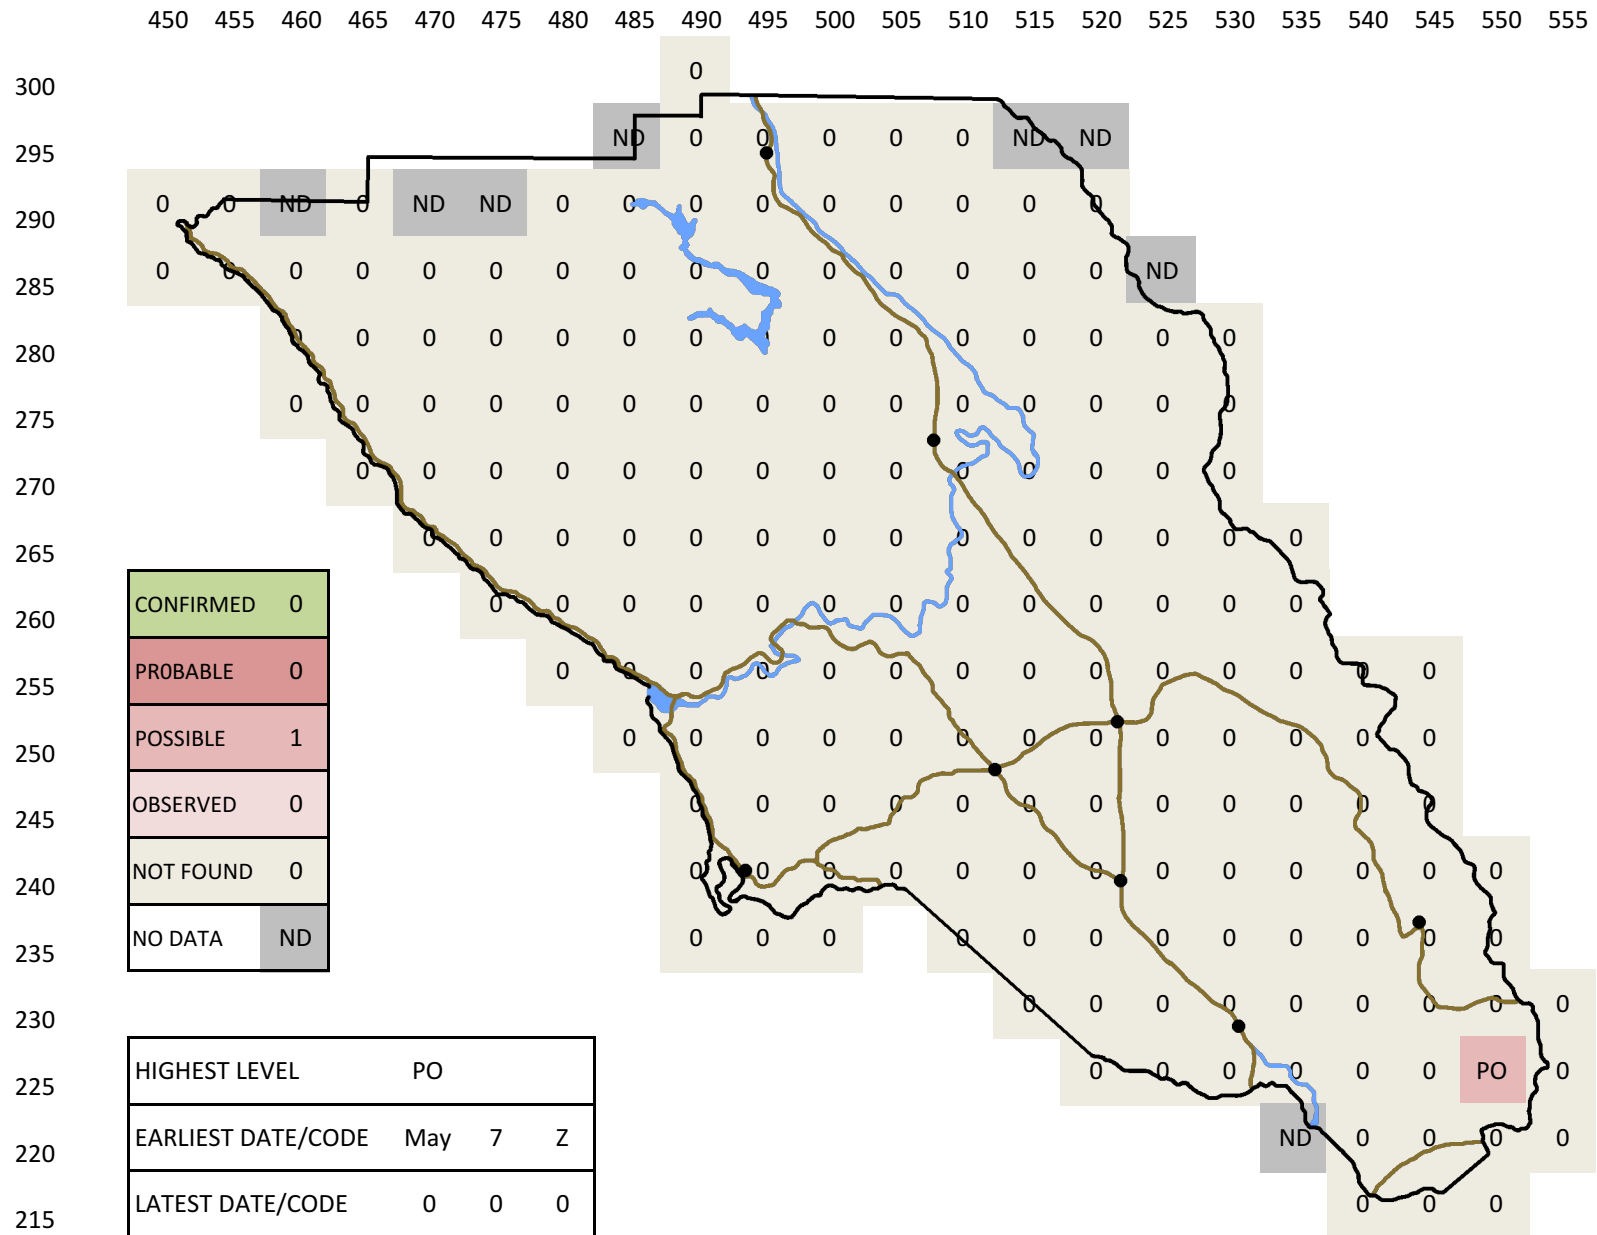 450 455 460 465 470 475 480 485 490 495 500 505 510 515 520 525 530 535 540 545 550 555
300 0
295 ND 0 0 0 0 0 ND ND
290 0 0 ND 0 ND ND 0 0 0 0 0 0 0 0 0
285 0 0 0 0 0 0 0 0 0 0 0 0 0 0 0 ND
280 0 0 0 0 0 0 0 0 0 0 0 0 0 0 0
275 0 0 0 0 0 0 0 0 0 0 0 0 0 0 0
270 0 0 0 0 0 0 0 0 0 0 0 0 0 0
265 0 0 0 0 0 0 0 0 0 0 0 0 0 0
260 CONFIRMED 0 0 0 0 0 0 0 0 0 0 0 0 0 0
255 PR0BABLE 0 0 0 0 0 0 0 0 0 0 0 0 0 0 0
250 POSSIBLE 1 0 0 0 0 0 0 0 0 0 0 0 0 0
245 OBSERVED 0 0 0 0 0 0 0 0 0 0 0 0 0
240 NOT FOUND 0 0 0 0 0 0 0 0 0 0 0 0 0 0
235 NO DATA ND 0 0 0 0 0 0 0 0 0 0 0 0
230 0 0 0 0 0 0 0 0 0
225 HIGHEST LEVEL PO 0 0 0 0 0 0 PO 0
220 EARLIEST DATE/CODE May 7 Z ND 0 0 0 0
215 LATEST DATE/CODE 0 0 0 0 0 0